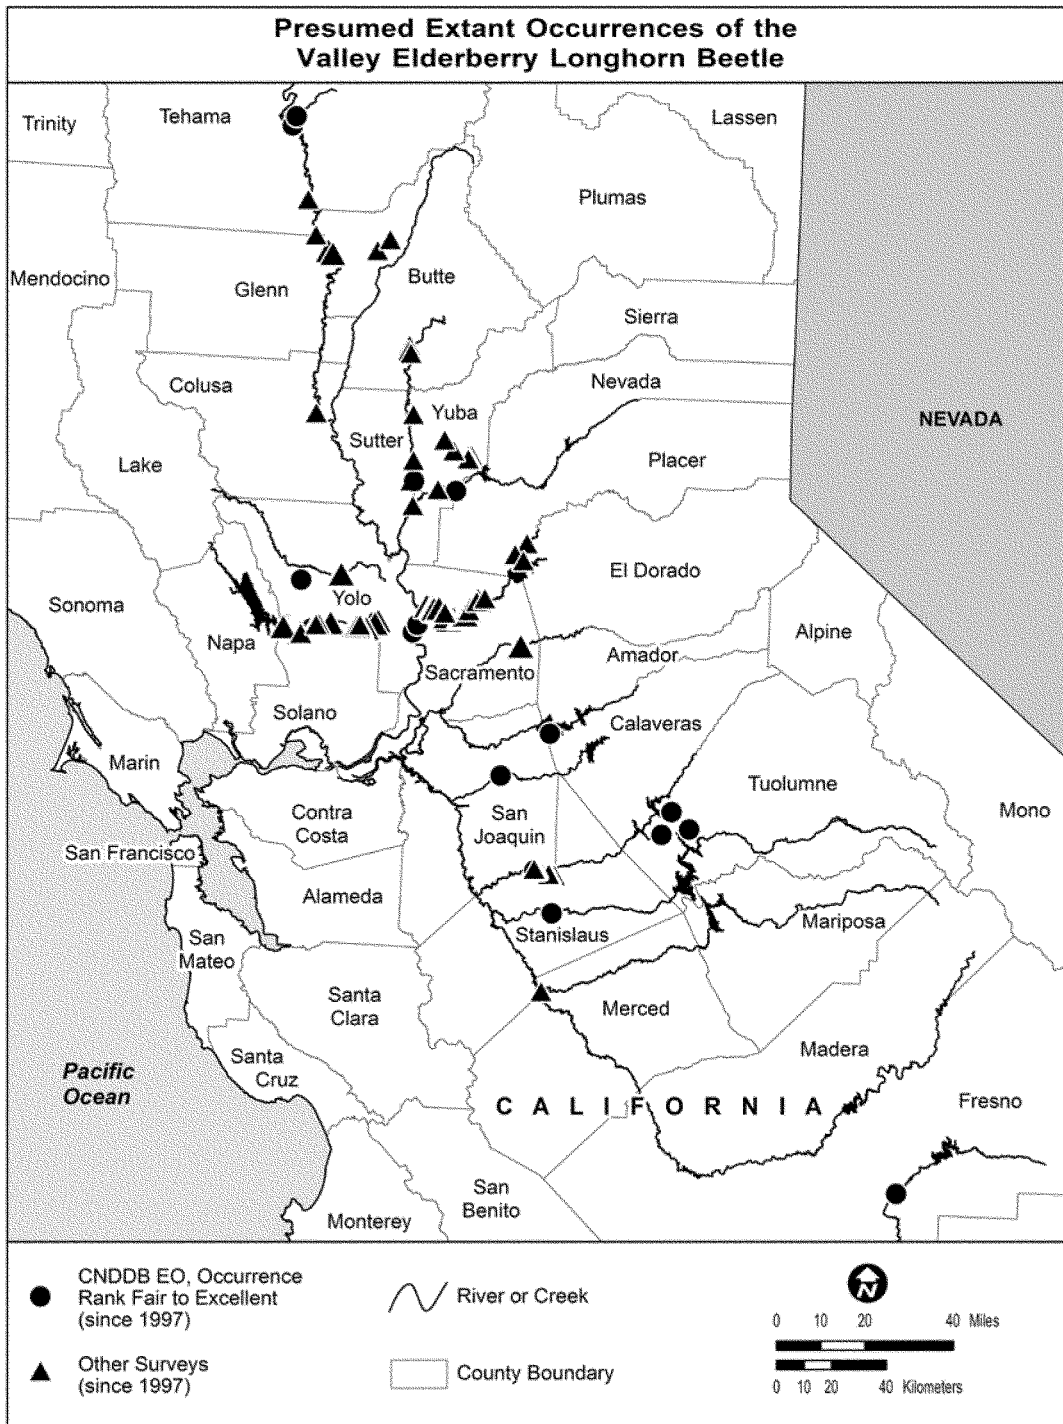 Presumed Extant Occurrences of the
Valley Elderberry Longhorn Beetle
Trinity
Tehama
Lassen
Plumas
Mendocino
Glenn
Butte
Sierra
Colusa
Nevada
Yuba
NEVADA
Sutter
Lake
Placer
El Dorado
Sonoma
Yolo
Napa
Alpine
Sacramento
Amador
Solano
Calaveras
Marin
Tuolumne
Contra
Costa
San
Joaquin
Mono
San Francisco
Alameda
Mariposa
Stanislaus
San
Mateo
Santa
Clara
Merced
Madera
Santa
Cruz
Pacific
Ocean
CALIFORNIA
Fresno
San
Benito
Monterey
CNDDB EO, Occurrence
Rank Fair to Excellent
(since 1997)
River or Creek
N
0 10 20 40 Miles
Other Surveys
(since 1997)
County Boundary
0 10 20 40 Kilometers